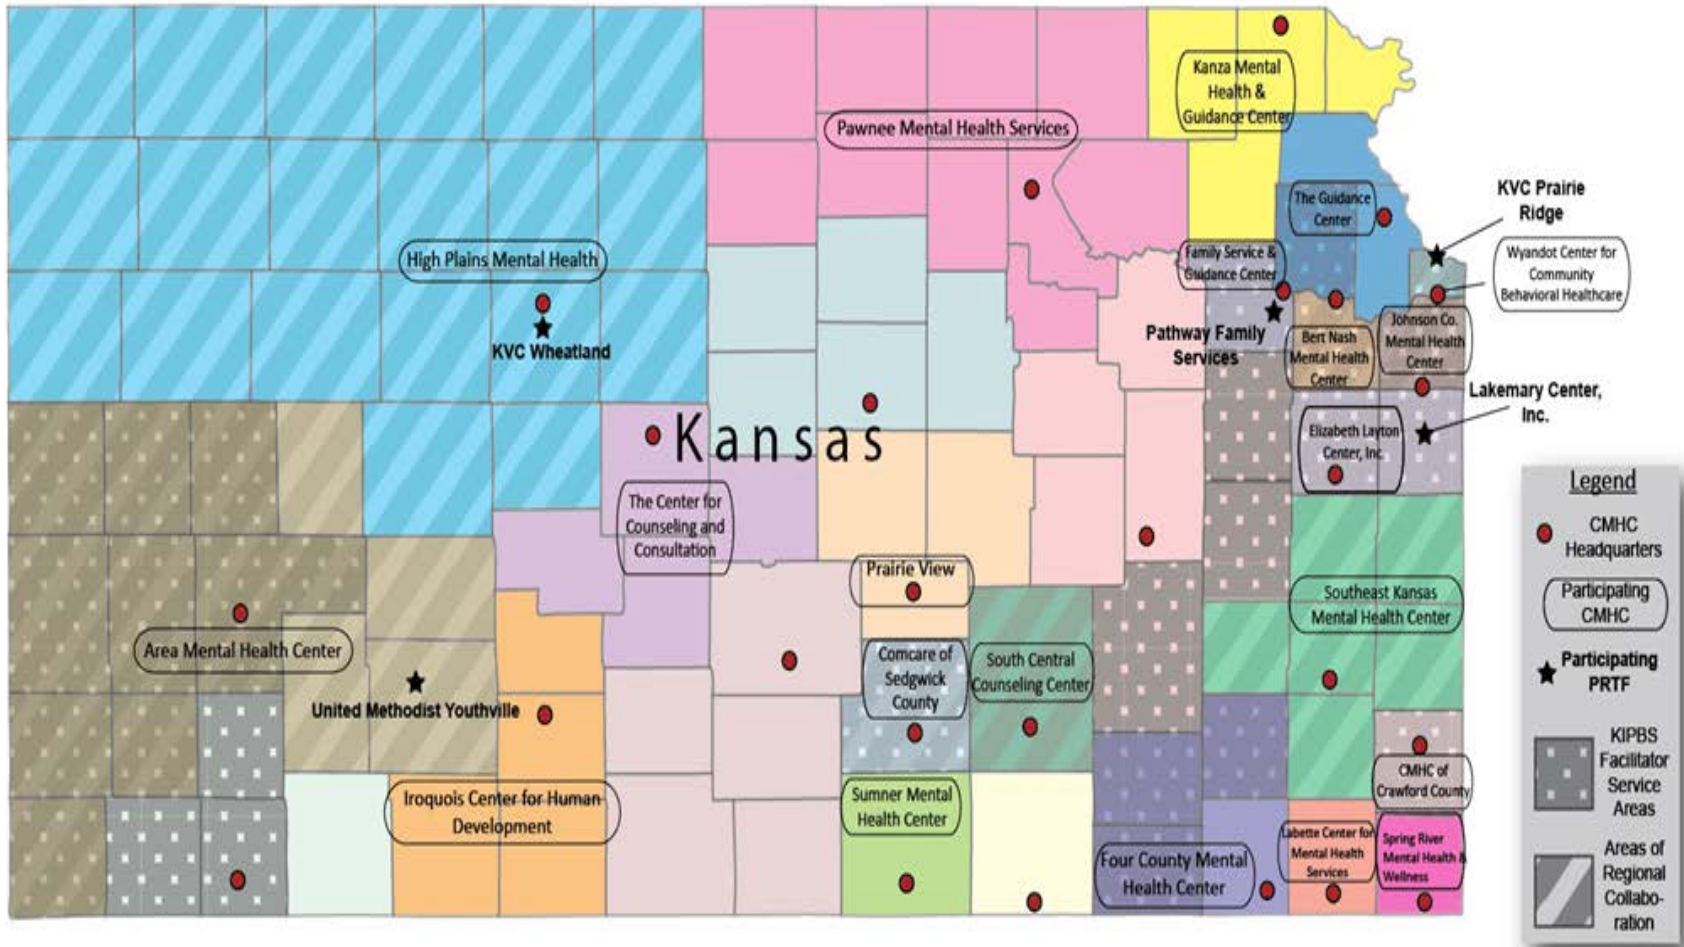 Kanza Mental
Health &
Guidance Center
Pawnee Mental Health Services
KVC Prairie
Ridge
The Guidance
Center
Family Service &
Guidance Center
Wyandot Center for
Community
Behavioral Healthcare
High Plains Mental Health
KVC Wheatland
Pathway Family
Services
Bert Nash
Mental Health
Center
Johnson Co.
Mental Health
Center
Lakemary Center,
Inc.
Kansas
Elizabeth Layton
Center, Inc
The Center for
Counseling and
Consultation
Prairie View
Southeast Kansas
Mental Health Center
Area Mental Health Center
United Methodist Youthville
Comcare of
Sedgwick
County
South Central
Counseling Center
Iroquois Center for Human
Development
Sumner Mental
Health Center
CMHC of
Crawford County
Four County Mental
Health Center
Labette Center for
Mental Health
Services
Spring River
Mental Health &
Wellness
Legend
CMHC
Headquarters
Participating
CMHC
Participating
PRTF
KIPBS
Facilitator
Service
Areas
Areas of
Regional
Collabo-
ration